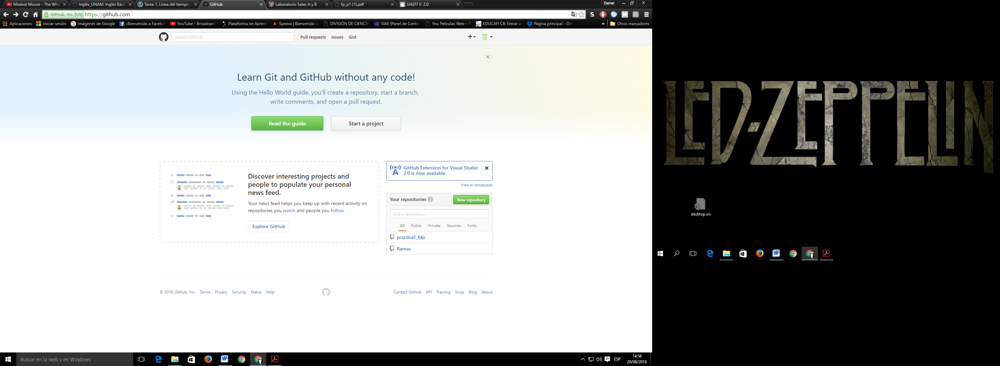 Modest Mouse - The Wha
Inglés_UNAM: Inglés Bási
Tarea 1, Línea del tiempo
GitHub
Laboratorio Salas A y B
fp_p1 (1).pdf
SIAEFI V. 2.0
Daniel
GitHub, Inc. [US] https://github.com
Aplicaciones
Iniciar sesión
Imágenes de Google
¡Bienvenido a Facebo
YouTube - Broadcast
Plataforma de Aprend
Speexx | Bienvenido a
DIVISIÓN DE CIENCIA
SIAE [Panel de Contro
You Peliculas Web –
EDUCAFI CB: Entrar al
Página principal - Dro
»
Otros marcadores
Search GitHub
Pull requests
Issues
Gist
Learn Git and GitHub without any code!
Using the Hello World guide, you’ll create a repository, start a branch,
write comments, and open a pull request.
Read the guide
Start a project
Discover interesting projects and
people to populate your personal
news feed.
Your news feed helps you keep up with recent activity on
repositories you watch and people you follow.
Explore GitHub
GitHub Extension for Visual Studio
2.0 is now available
View all broadcasts
Your repositories 2
New repository
Find a repository...
All Public Private Sources Forks
practica1_fdp
Ramas
© 2016 GitHub, Inc. Terms Privacy Security Status Help
Contact GitHub API Training Shop Blog About
Buscar en la web y en Windows
ESP
14:58
20/08/2016
LED-ZEPPELIN
desktop.ini